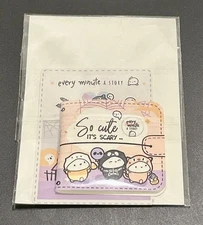 every minute A STORY
every minute
A STORY
So cute
IT'S SCARY ...